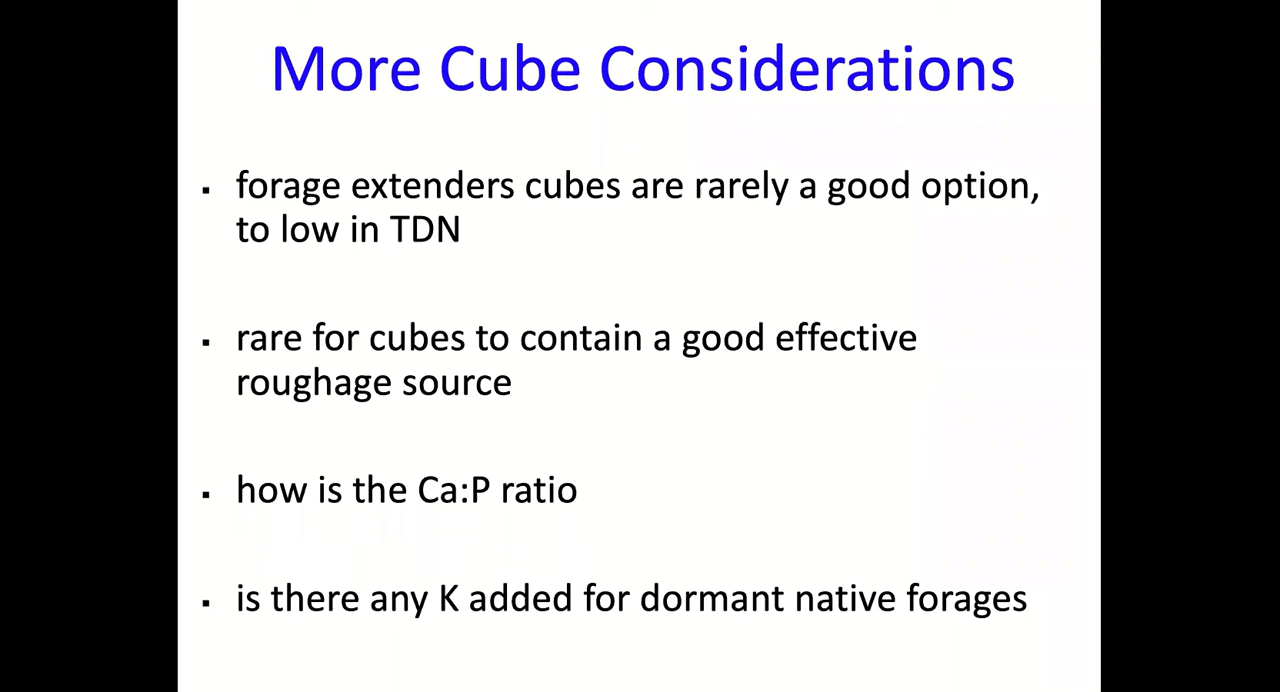 More Cube Considerations
▪ forage extenders cubes are rarely a good option,
to low in TDN
▪ rare for cubes to contain a good effective
roughage source
▪ how is the Ca:P ratio
▪ is there any K added for dormant native forages